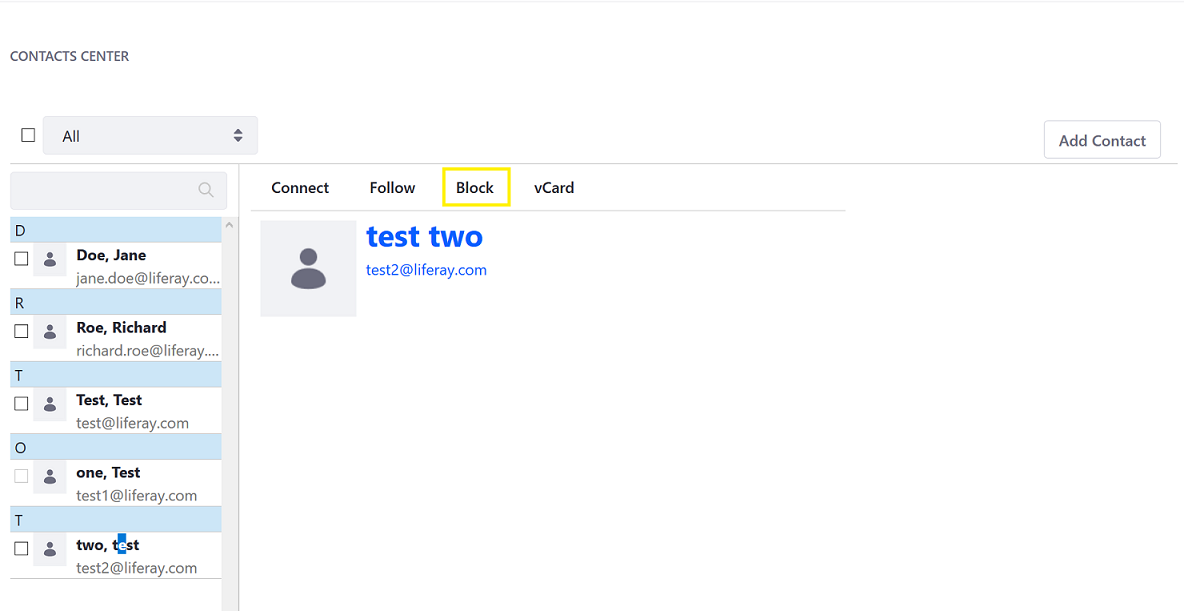 CONTACTS CENTER
All
Add Contact
Connect Follow Block vCard
test two
test2@liferay.com
D
Doe, Jane
jane.doe@liferay.co...
R
Roe, Richard
richard.roe@liferay....
T
Test, Test
test@liferay.com
O
one, Test
test1@liferay.com
T
two, test
test2@liferay.com